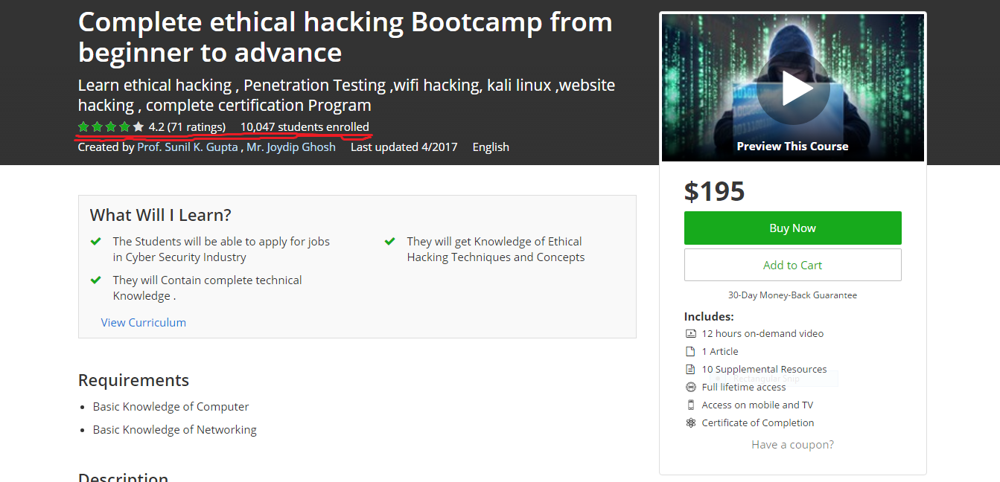 Complete ethical hacking Bootcamp from
beginner to advance
Learn ethical hacking , Penetration Testing ,wifi hacking, kali linux ,website
hacking , complete certification Program
4.2 (71 ratings) 10,047 students enrolled
Created by Prof. Sunil K. Gupta , Mr. Joydip Ghosh Last updated 4/2017 English
Preview This Course
$195
Buy Now
Add to Cart
30-Day Money-Back Guarantee
Includes:
12 hours on-demand video
1 Article
10 Supplemental Resources
Rectangular Snip
Full lifetime access
Access on mobile and TV
Certificate of Completion
Have a coupon?
What Will I Learn?
The Students will be able to apply for jobs
in Cyber Security Industry
They will Contain complete technical
Knowledge .
They will get Knowledge of Ethical
Hacking Techniques and Concepts
View Curriculum
Requirements
Basic Knowledge of Computer
Basic Knowledge of Networking
Description